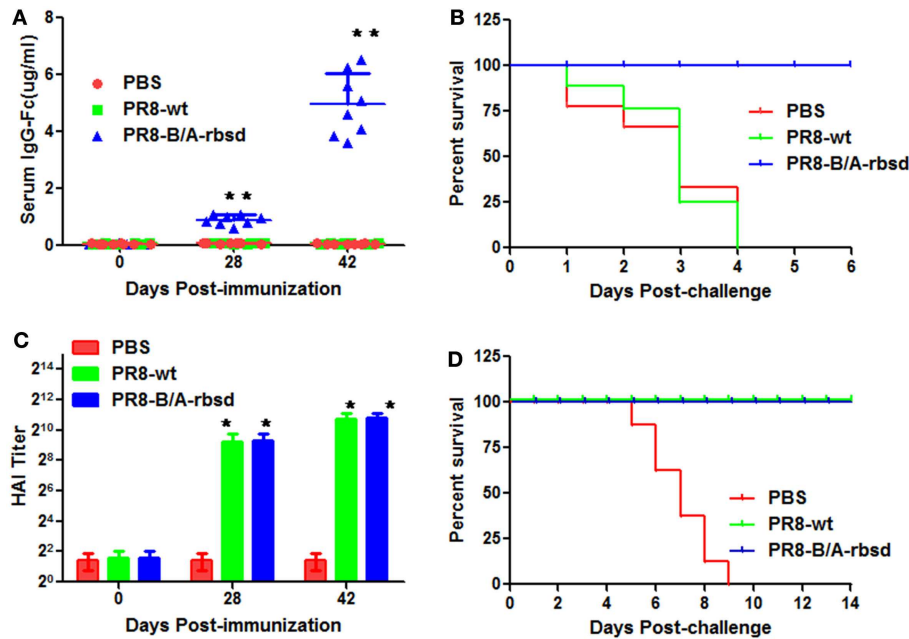 A
Serum IgG-Fc(ug/ml)
8
6
4
2
0
PBS
PR8-wt
PR8-B/A-rbsd
* *
* *
0
28
42
Days Post-immunization
B
Percent survival
125
100
75
50
25
0
PBS
PR8-wt
PR8-B/A-rbsd
0 1 2 3 4 5 6
Days Post-challenge
C
HAI Titer
PBS
PR8-wt
PR8-B/A-rbsd
2¹⁴
2¹²
2¹⁰
2⁸
2⁶
2⁴
2²
2⁰
* *
* *
0
28
42
Days Post-immunization
D
Percent survival
125
100
75
50
25
0
PBS
PR8-wt
PR8-B/A-rbsd
0 2 4 6 8 10 12 14
Days Post-challenge